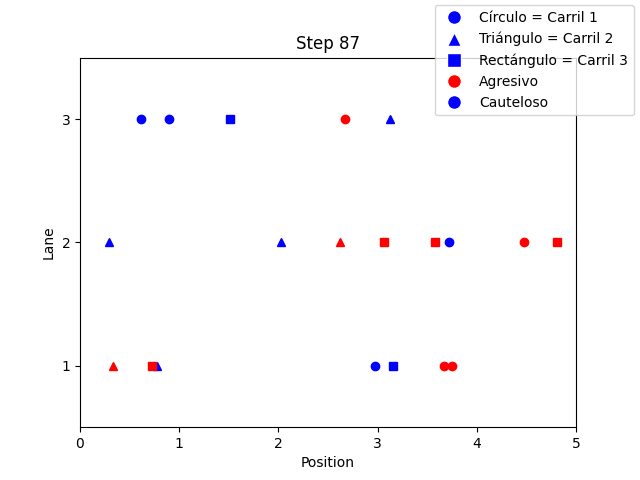 Step 87
Círculo = Carril 1
Triángulo = Carril 2
Rectángulo = Carril 3
Agresivo
Cauteloso
Lane
3
2
1
0 1 2 3 4 5
Position